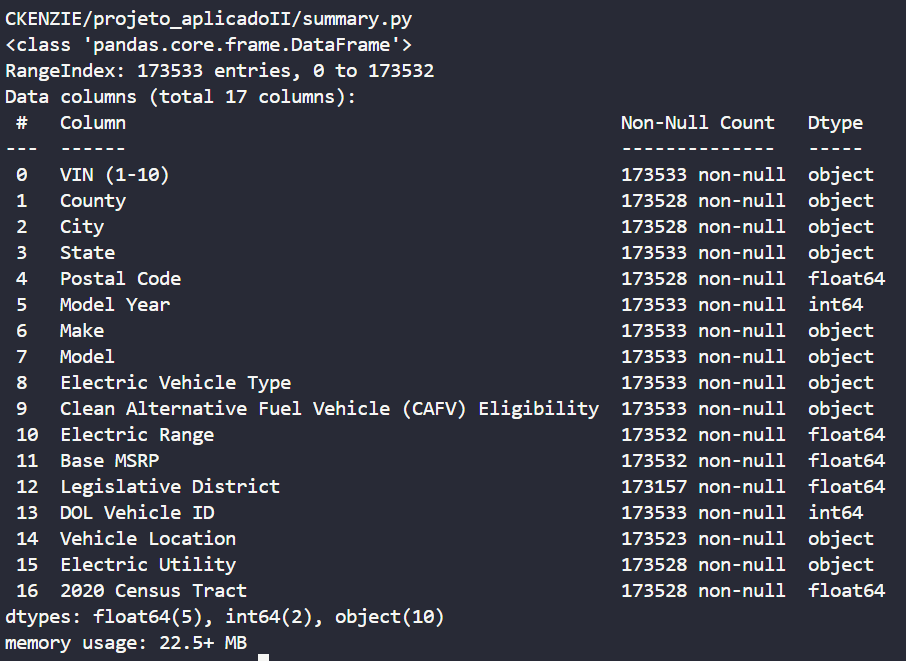 CKENZIE/projeto_aplicadoII/summary.py
<class 'pandas.core.frame.DataFrame'>
RangeIndex: 173533 entries, 0 to 173532
Data columns (total 17 columns):
 #   Column                                             Non-Null Count   Dtype
---  ------                                             --------------   -----
 0   VIN (1-10)                                         173533 non-null  object
 1   County                                             173528 non-null  object
 2   City                                               173528 non-null  object
 3   State                                              173533 non-null  object
 4   Postal Code                                        173528 non-null  float64
 5   Model Year                                         173533 non-null  int64
 6   Make                                               173533 non-null  object
 7   Model                                              173533 non-null  object
 8   Electric Vehicle Type                              173533 non-null  object
 9   Clean Alternative Fuel Vehicle (CAFV) Eligibility  173533 non-null  object
 10  Electric Range                                     173532 non-null  float64
 11  Base MSRP                                          173532 non-null  float64
 12  Legislative District                               173157 non-null  float64
 13  DOL Vehicle ID                                     173533 non-null  int64
 14  Vehicle Location                                   173523 non-null  object
 15  Electric Utility                                   173528 non-null  object
 16  2020 Census Tract                                  173528 non-null  float64
dtypes: float64(5), int64(2), object(10)
memory usage: 22.5+ MB